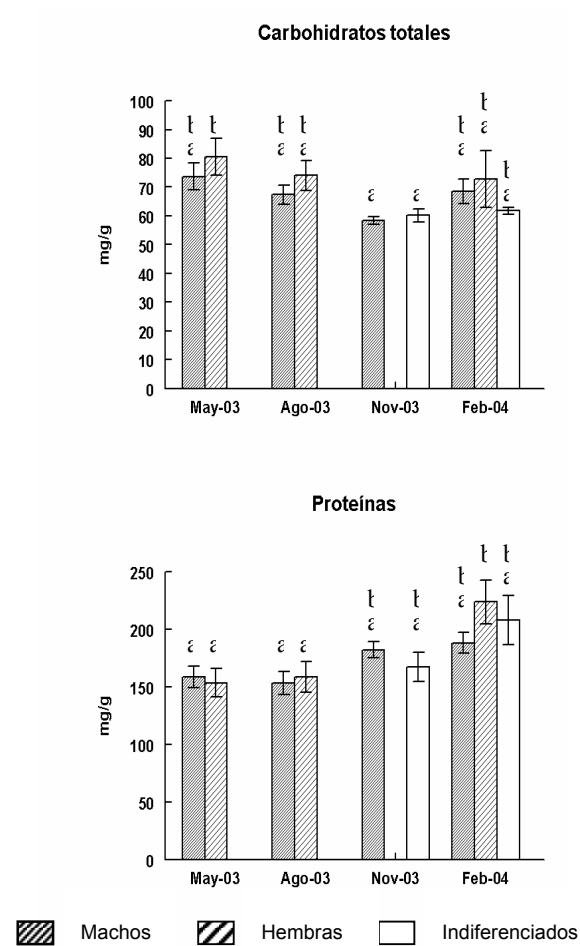 Carbohidratos totales
100
90
80
70
60
50
40
30
20
10
0
mg/g
b b b b b b b
a a a a a a a
May-03 Ago-03 Nov-03 Feb-04
Proteínas
250
200
150
100
50
0
mg/g
a a a a b a b a b a b b a
May-03 Ago-03 Nov-03 Feb-04
Machos Hembras Indiferenciados